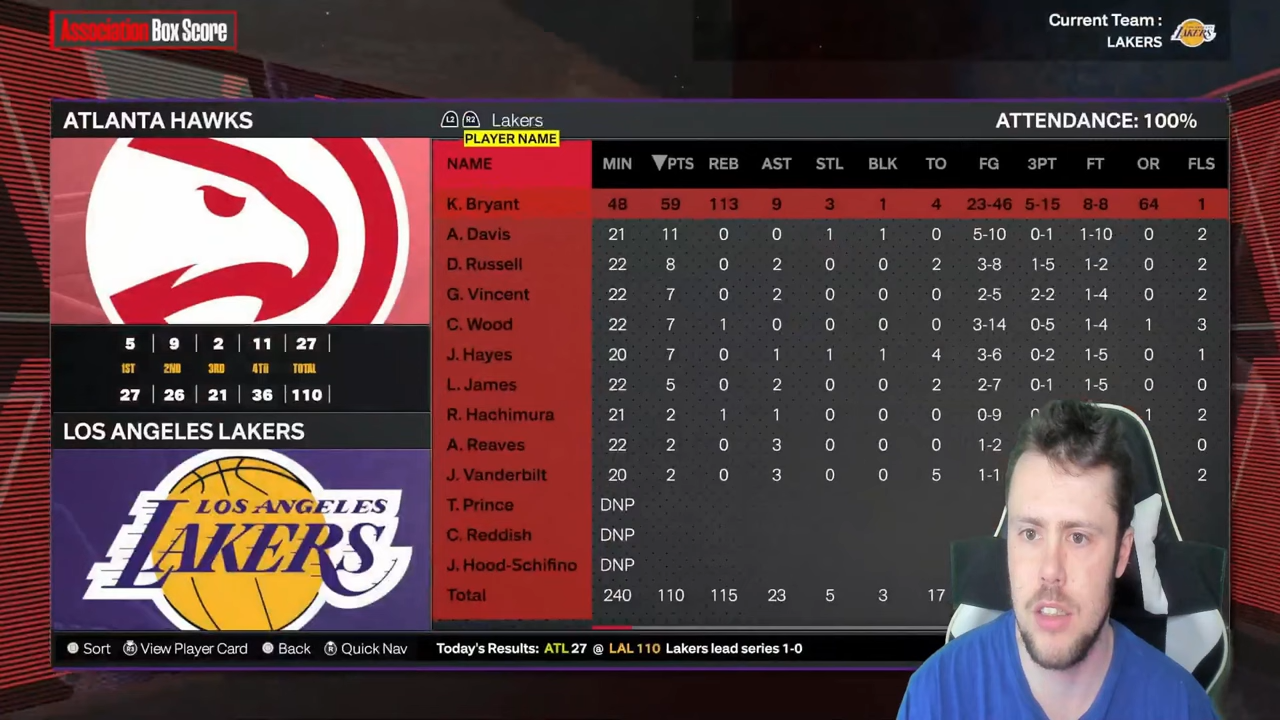 Association Box Score
Current Team :
LAKERS
LAKERS
ATLANTA HAWKS
L2 R2 Lakers
ATTENDANCE: 100%
PLAYER NAME
NAME MIN PTS REB AST STL BLK TO FG 3PT FT OR FLS
K. Bryant 48 59 113 9 3 1 4 23-46 5-15 8-8 64 1
A. Davis 21 11 0 0 1 1 0 5-10 0-1 1-10 0 2
D. Russell 22 8 0 2 0 0 2 3-8 1-5 1-2 0 2
G. Vincent 22 7 0 2 0 0 0 2-5 2-2 1-4 0 2
C. Wood 22 7 1 0 0 0 0 3-14 0-5 1-4 1 3
J. Hayes 20 7 0 1 1 1 4 3-6 0-2 1-5 0 1
L. James 22 5 0 2 0 0 2 2-7 0-1 1-5 0 0
R. Hachimura 21 2 1 1 0 0 0 0-9 1 2
A. Reaves 22 2 0 3 0 0 0 1-2 0
J. Vanderbilt 20 2 0 3 0 0 5 1-1 2
T. Prince DNP
C. Reddish DNP
J. Hood-Schifino DNP
Total 240 110 115 23 5 3 17
5 9 2 11 27
1ST 2ND 3RD 4TH TOTAL
27 26 21 36 110
LOS ANGELES LAKERS
LOS ANGELES
LAKERS
Sort R3 View Player Card Back R Quick Nav
Today's Results: ATL 27 @ LAL 110 Lakers lead series 1-0